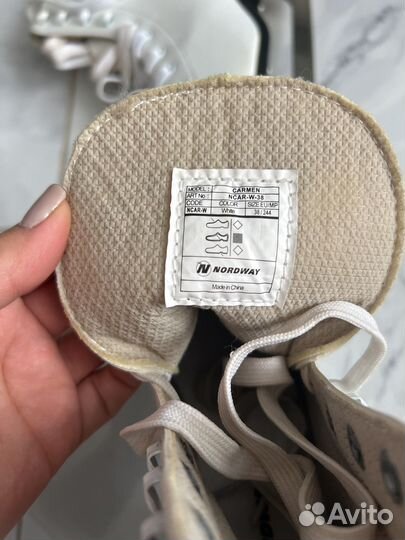 MODEL: CARMEN
ART No: NCAR-W-38
CODE COLOR SIZE EU/MP
NCAR-W White 38 / 244
NORDWAY
Made in China
Avito